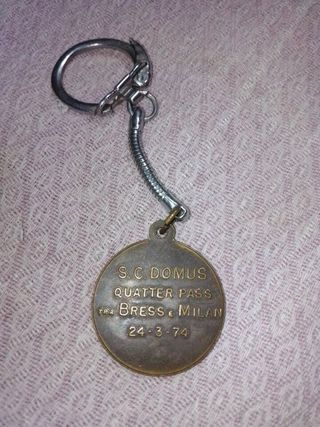 S.C. DOMUS
QUATTER PASS
TRA BRESS E MILAN
24-3-74